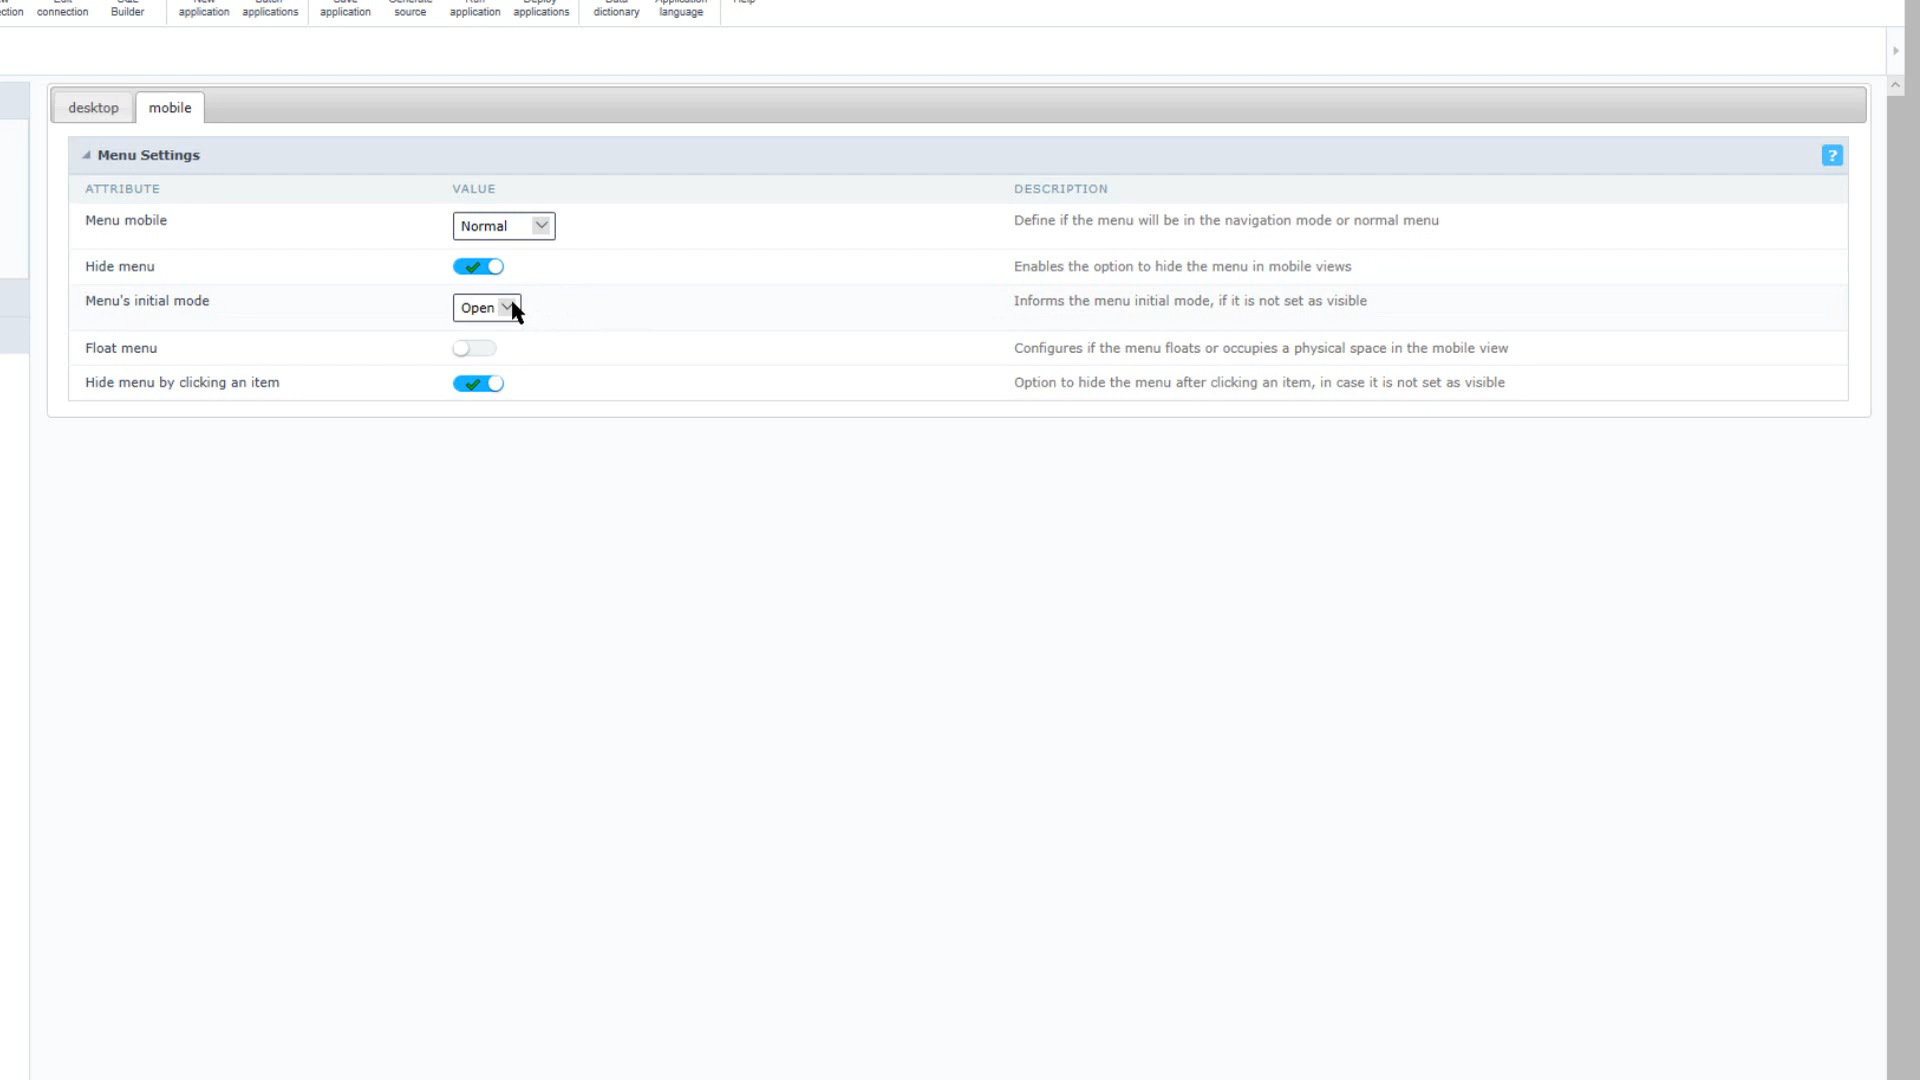 connection Builder application applications application source application applications dictionary language
desktop mobile
Menu Settings ?
ATTRIBUTE VALUE DESCRIPTION
Menu mobile Normal Define if the menu will be in the navigation mode or normal menu
Hide menu Enables the option to hide the menu in mobile views
Menu's initial mode Open Informs the menu initial mode, if it is not set as visible
Float menu Configures if the menu floats or occupies a physical space in the mobile view
Hide menu by clicking an item Option to hide the menu after clicking an item, in case it is not set as visible